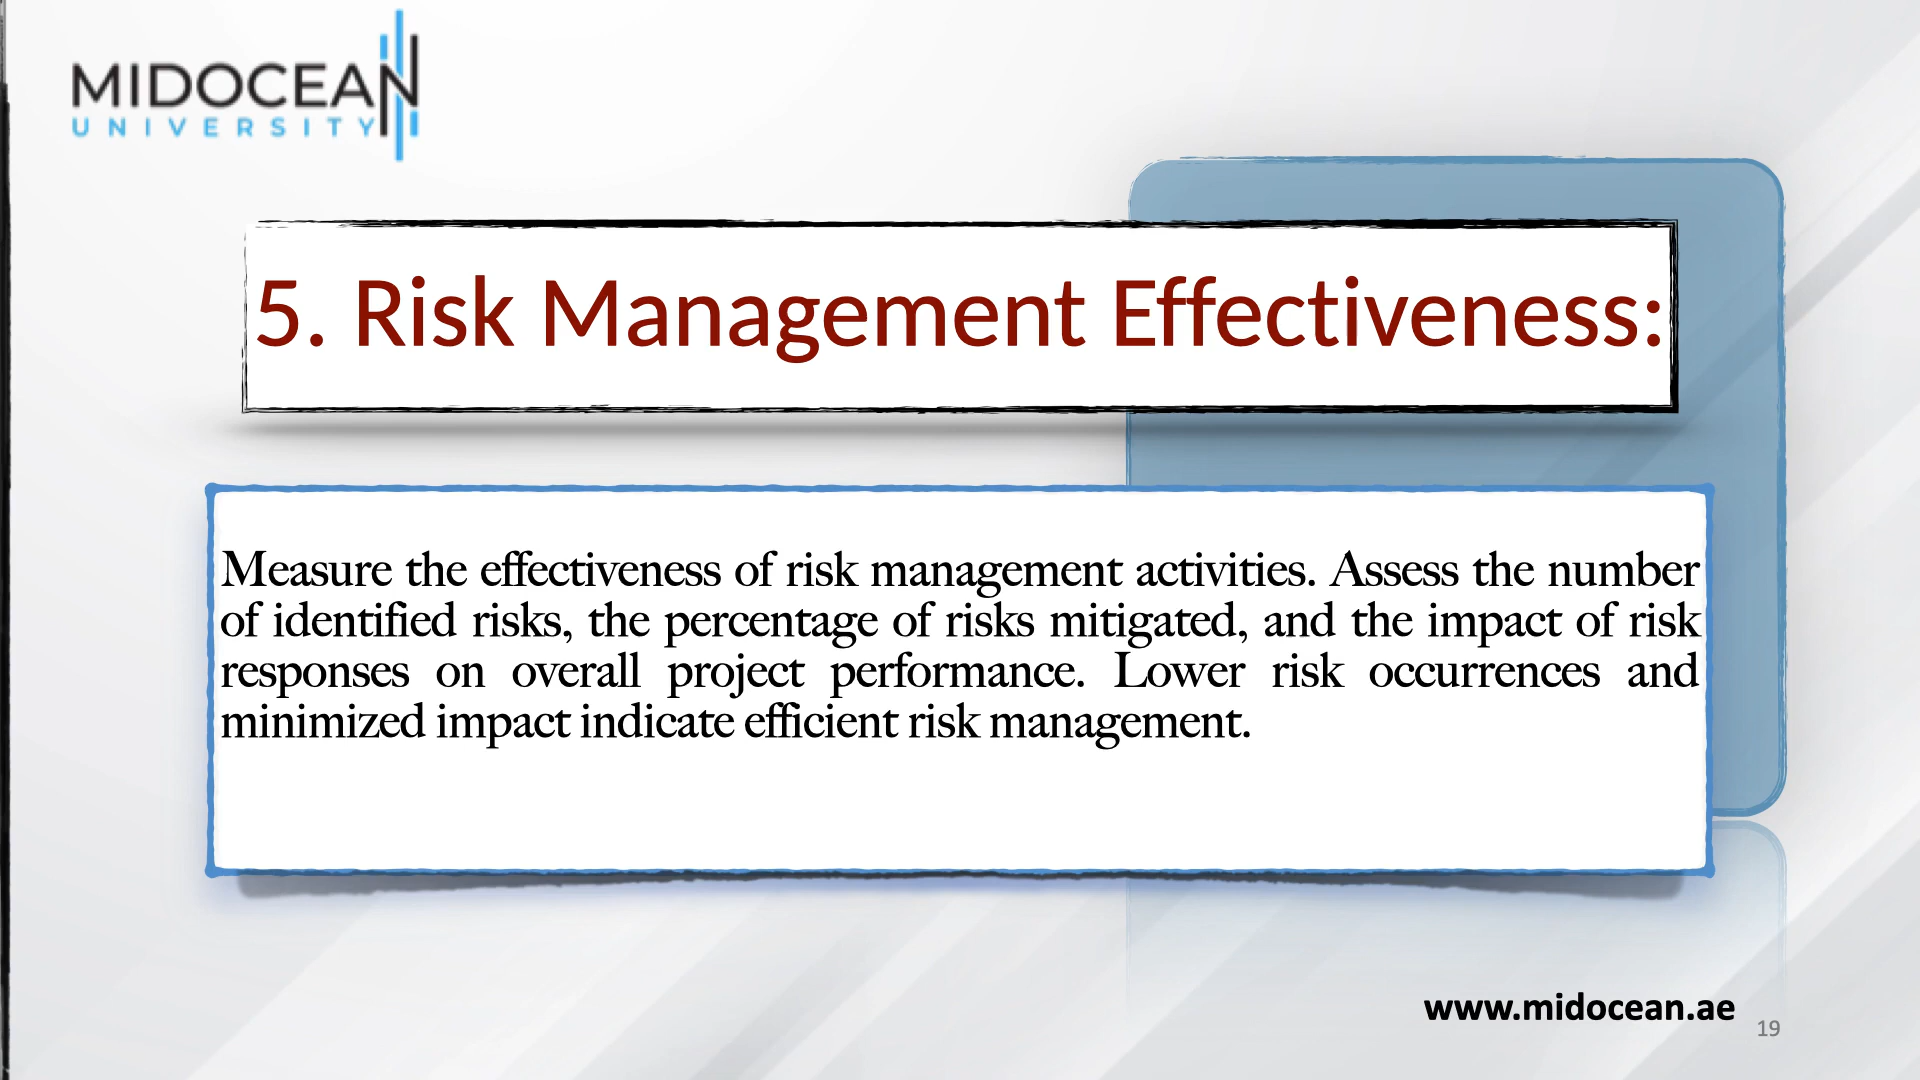 MIDOCEAN
UNIVERSITY
5. Risk Management Effectiveness:
Measure the effectiveness of risk management activities. Assess the number
of identified risks, the percentage of risks mitigated, and the impact of risk
responses on overall project performance. Lower risk occurrences and
minimized impact indicate efficient risk management.
www.midocean.ae
19